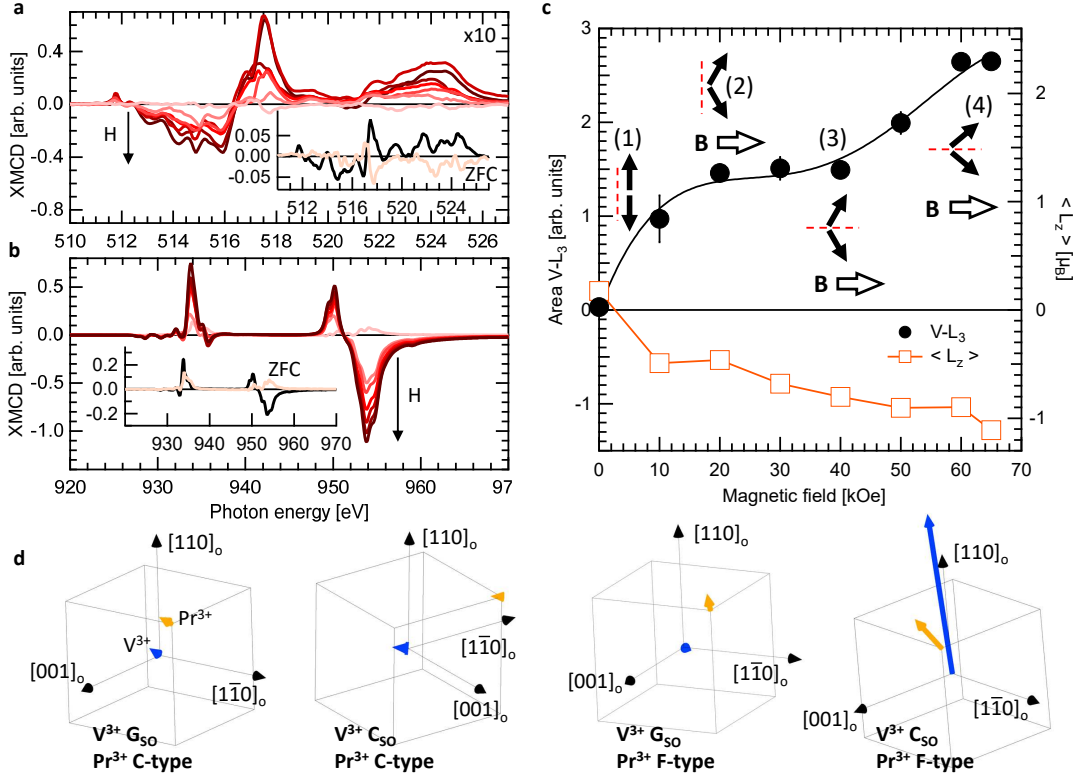 a
XMCD [arb. units]
0.4
0.0
-0.4
-0.8
x10
H
0.05
0.00
-0.05
ZFC
512 516 520 524
510 512 514 516 518 520 522 524 526
b
XMCD [arb. units]
0.5
0.0
-0.5
-1.0
0.2
0.0
-0.2
ZFC
930 940 950 960 970
H
920 930 940 950 960 97
Photon energy [eV]
c
Area V-L3 [arb. units]
2
1
0
-1
(1)
(2)
(3)
(4)
B
B
B
V-L3
< Lz >
2
1
0
-1
< Lz > [μB]
0 10 20 30 40 50 60 70
Magnetic field [kOe]
d
[110]o
Pr3+
V3+
[001]o
[11̅0]o
V3+ GSO
Pr3+ C-type
[110]o
[11̅0]o
[001]o
V3+ CSO
Pr3+ C-type
[110]o
[11̅0]o
[001]o
V3+ GSO
Pr3+ F-type
[110]o
[001]o
[11̅0]o
V3+ CSO
Pr3+ F-type